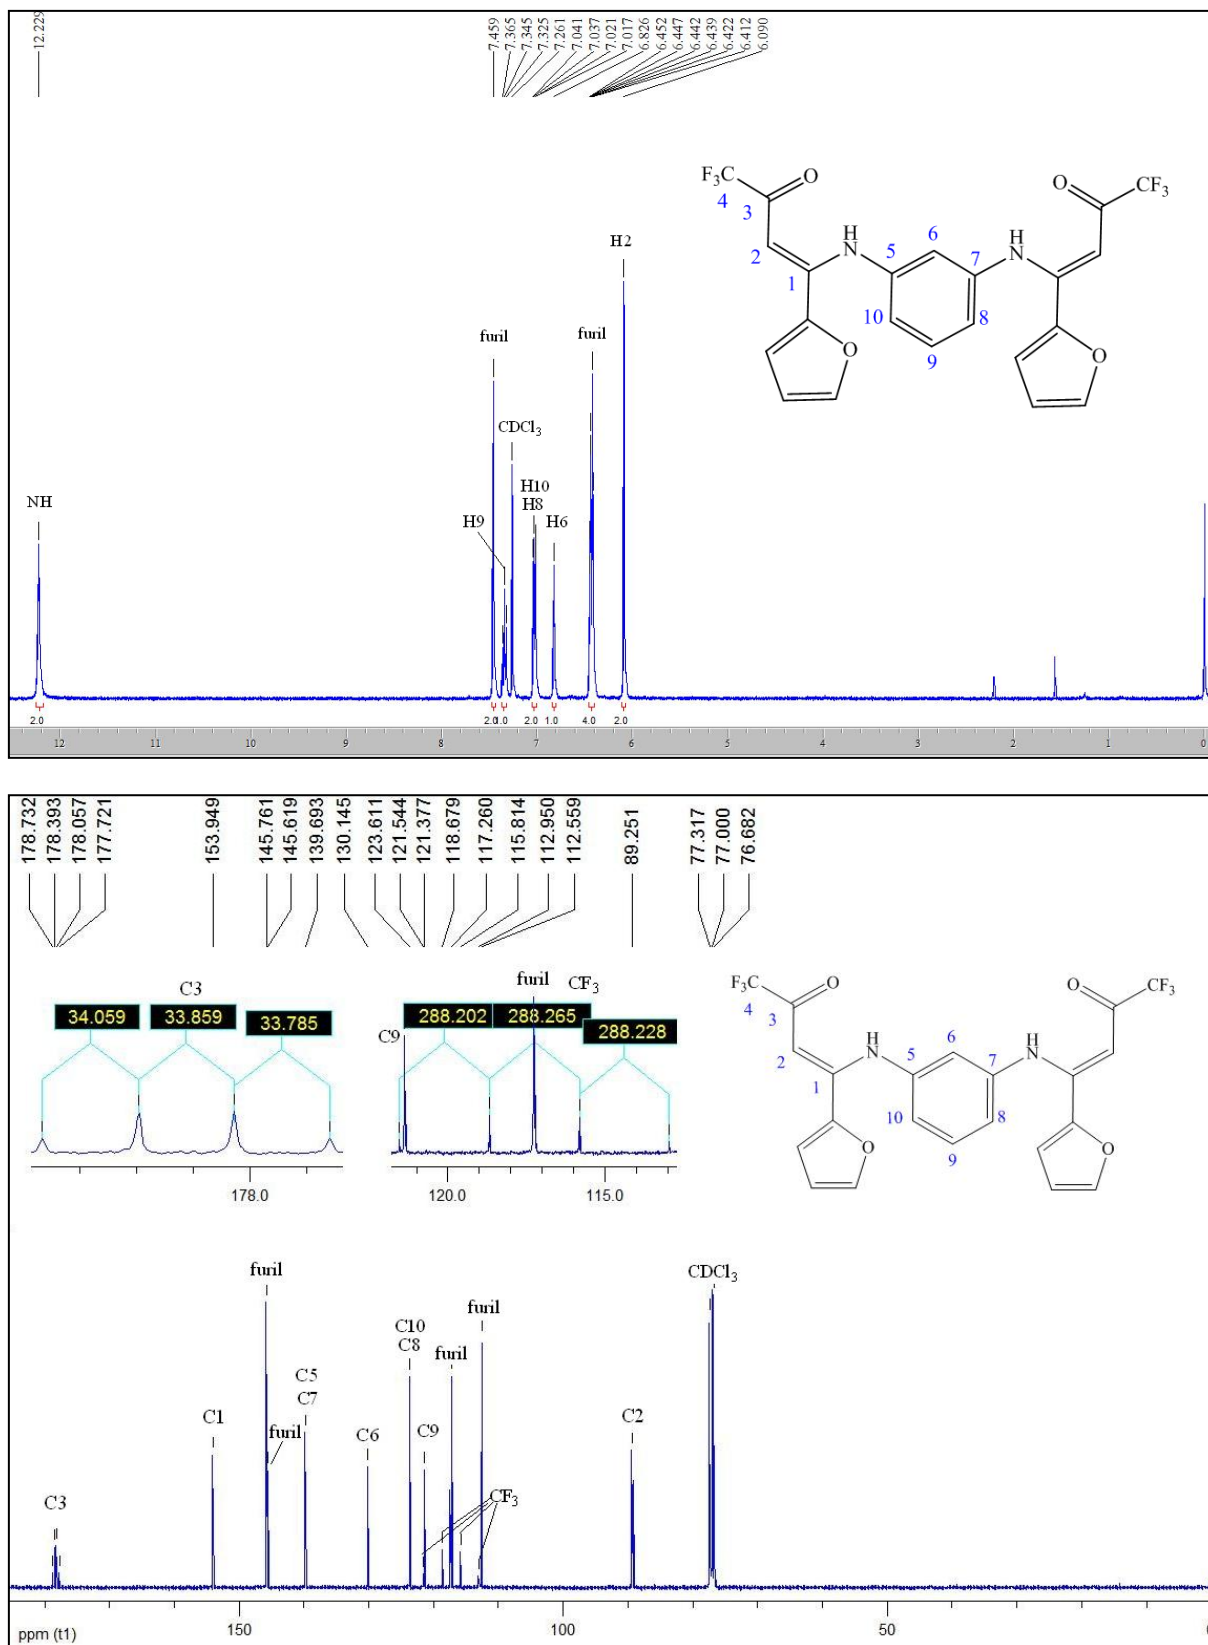 12.229
7.459
7.365
7.345
7.325
7.261
7.041
7.037
7.021
7.017
6.826
6.452
6.447
6.442
6.439
6.422
6.412
6.090
F3C O O CF3
4
3
H H
2 N 6 N
5 7
1
10 8
O 9 O
H2
furil furil
CDCl3
NH
H10
H9 H8 H6
2.0 2.0 1.0 2.0 1.0 4.0 2.0
12 11 10 9 8 7 6 5 4 3 2 1 0
178.732
178.393
178.057
177.721
153.949
145.761
145.619
139.693
130.145
123.611
121.544
121.377
118.679
117.260
115.814
112.950
112.559
89.251
77.317
77.000
76.682
C3
34.059 33.859 33.785
178.0
furil CF3
C9
288.202 288.265 288.228
120.0 115.0
F3C O O CF3
4
3
H H
2 N 6 N
5 7
1
10 8
O 9 O
furil
C10
C8
furil
furil
CDCl3
C5
C7
C1
furil
C6
C9
C2
C3
CF3
ppm (t1) 150 100 50 0